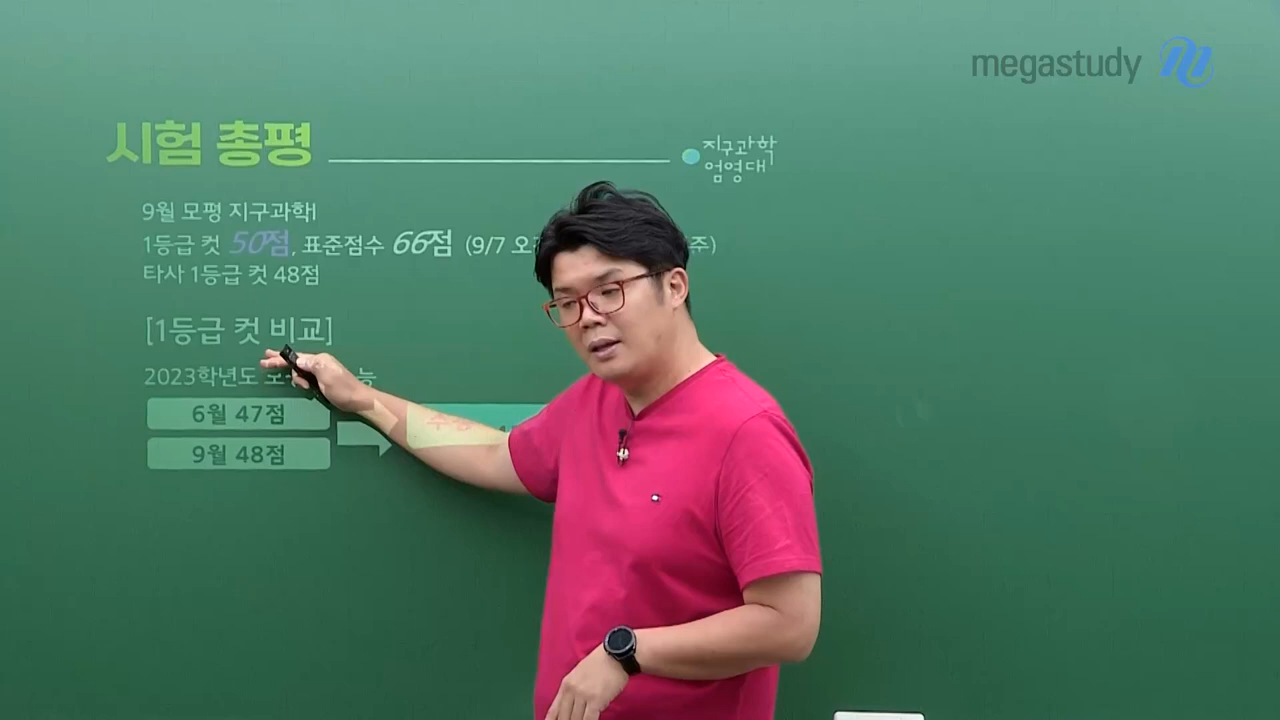 megastudy
시험 총평
지구과학
엄영대
9월 모평 지구과학I
1등급 컷 50점, 표준점수 66점 (9/7 오 주)
타사 1등급 컷 48점
[1등급 컷 비교]
2023학년도 능
6월 47점
9월 48점